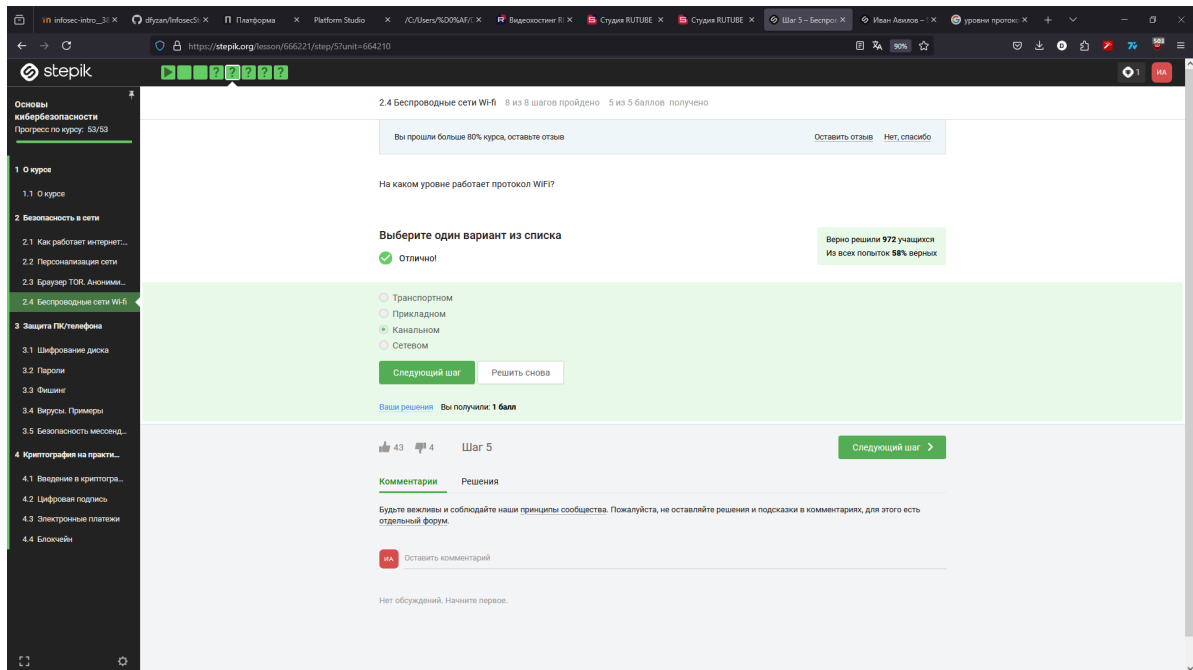 infosec-intro__3
dfyzan/InfosecSt
Платформа
Platform Studio
/C:/Users/%D0%AF/
Видеохостинг R
Студия RUTUBE
Студия RUTUBE
Шаг 5 – Беспро
Иван Авилов –
уровни протоко
https://stepik.org/lesson/666221/step/5?unit=664210
90%
stepik
1
ИА
Основы
кибербезопасности
Прогресс по курсу: 53/53
1 О курсе
1.1 О курсе
2 Безопасность в сети
2.1 Как работает интернет:...
2.2 Персонализация сети
2.3 Браузер TOR. Аноними...
2.4 Беспроводные сети Wi-fi
3 Защита ПК/телефона
3.1 Шифрование диска
3.2 Пароли
3.3 Фишинг
3.4 Вирусы. Примеры
3.5 Безопасность мессенд...
4 Криптография на практи...
4.1 Введение в криптогра...
4.2 Цифровая подпись
4.3 Электронные платежи
4.4 Блокчейн
2.4 Беспроводные сети Wi-fi 8 из 8 шагов пройдено 5 из 5 баллов получено
Вы прошли больше 80% курса, оставьте отзыв Оставить отзыв Нет, спасибо
На каком уровне работает протокол WiFi?
Выберите один вариант из списка
Отлично!
Верно решили 972 учащихся
Из всех попыток 58% верных
Транспортном
Прикладном
Канальном
Сетевом
Следующий шаг Решить снова
Ваши решения Вы получили: 1 балл
43 4 Шаг 5 Следующий шаг
Комментарии Решения
Будьте вежливы и соблюдайте наши принципы сообщества. Пожалуйста, не оставляйте решения и подсказки в комментариях, для этого есть
отдельный форум.
ИА Оставить комментарий
Нет обсуждений. Начните первое.